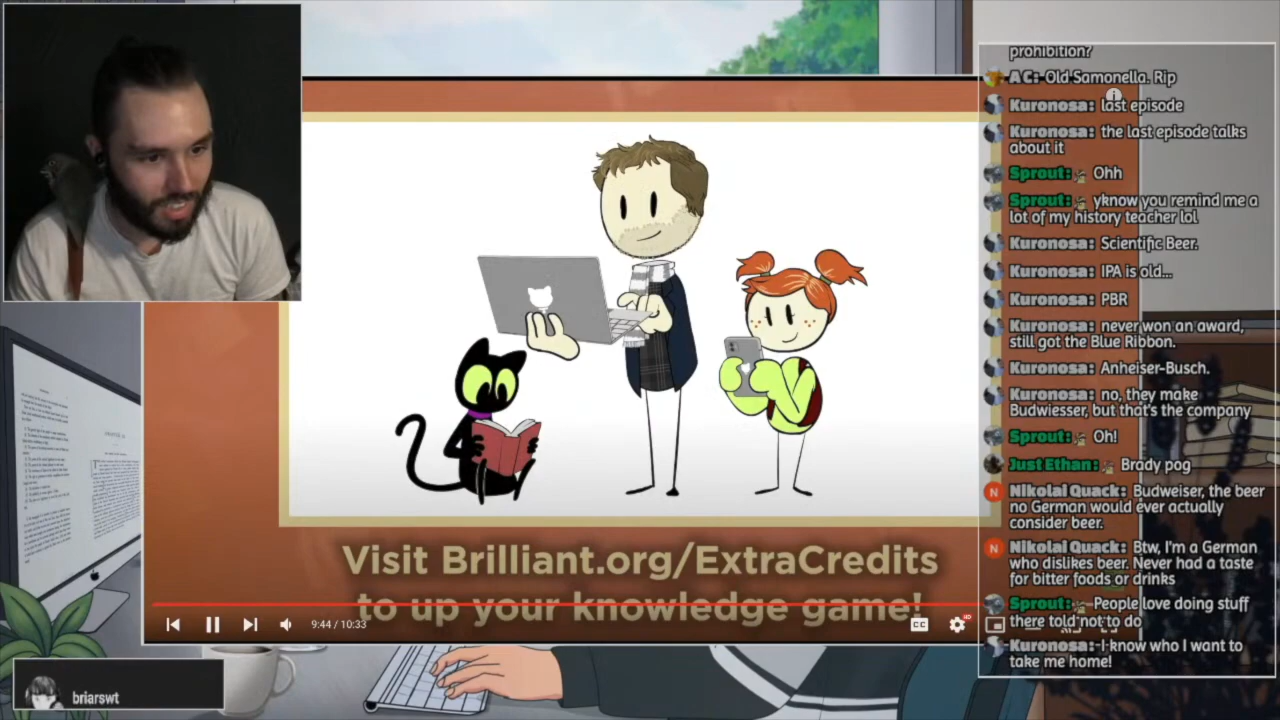 prohibition?
A C: Old Samonella. Rip
Kuronosa: last episode
Kuronosa: the last episode talks
about it
Sprout: Ohh
Sprout: yknow you remind me a
lot of my history teacher lol
Kuronosa: Scientific Beer.
Kuronosa: IPA is old...
Kuronosa: PBR
Kuronosa: never won an award,
still got the Blue Ribbon.
Kuronosa: Anheiser-Busch.
Kuronosa: no, they make
Budwiesser, but that's the company
Sprout: Oh!
Just Ethan: Brady pog
N
Nikolai Quack: Budweiser, the beer
no German would ever actually
consider beer.
N
Nikolai Quack: Btw, I'm a German
who dislikes beer. Never had a taste
for bitter foods or drinks
Sprout: People love doing stuff
there told not to do
Kuronosa: I know who I want to
take me home!
Visit Brilliant.org/ExtraCredits
to up your knowledge game!
9:44 / 10:33
CC
HD
briarswt